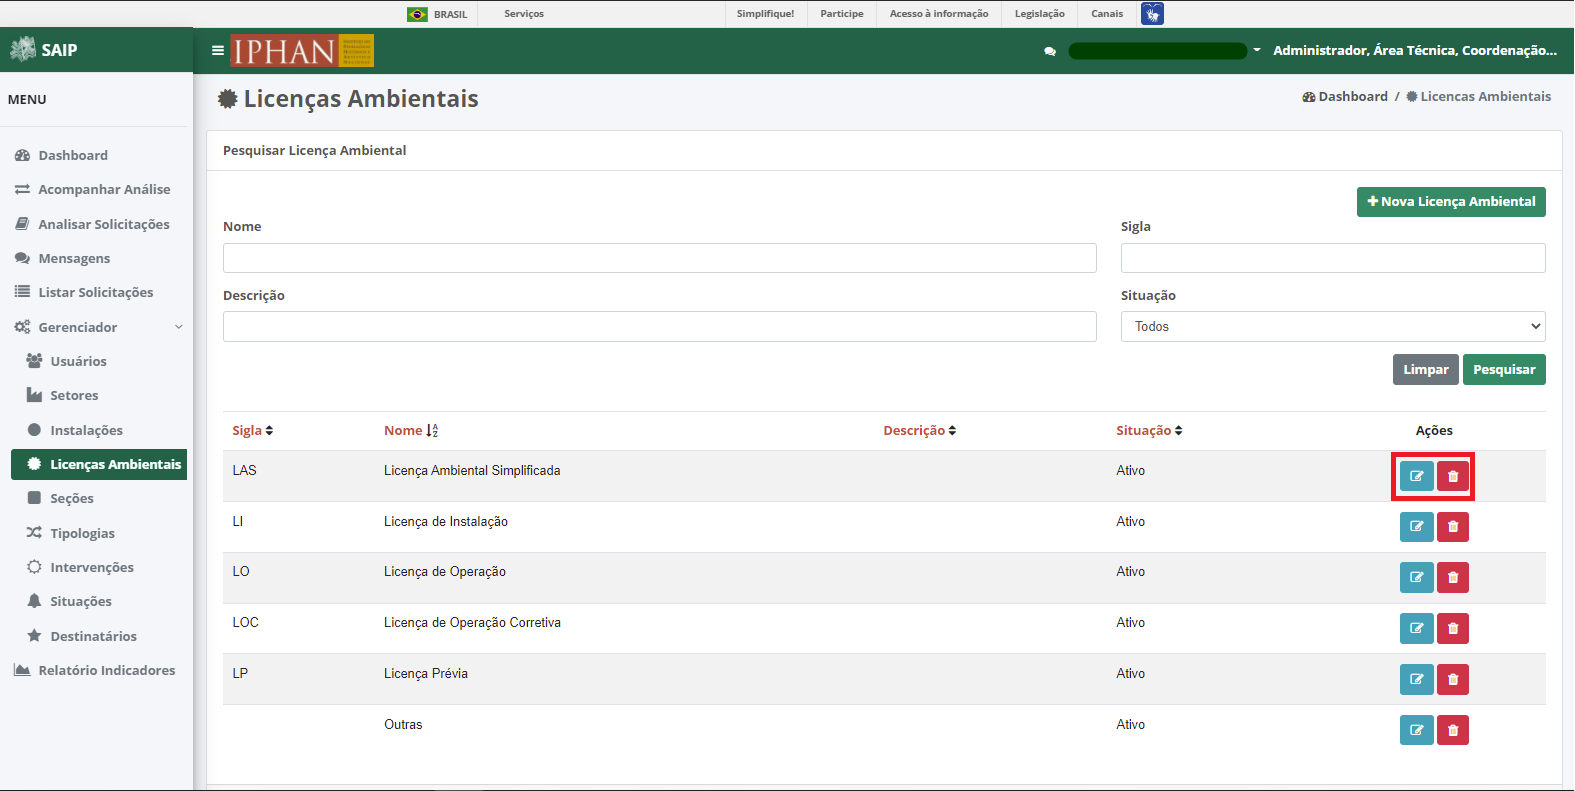 BRASIL Serviços Simplifique! Participe Acesso à informação Legislação Canais
SAIP
IPHAN
Administrador, Área Técnica, Coordenação...
MENU
Dashboard
Acompanhar Análise
Analisar Solicitações
Mensagens
Listar Solicitações
Gerenciador
Usuários
Setores
Instalações
Licenças Ambientais
Seções
Tipologias
Intervenções
Situações
Destinatários
Relatório Indicadores
Licenças Ambientais
Dashboard / Licencas Ambientais
Pesquisar Licença Ambiental
Nova Licença Ambiental
Nome Sigla
Descrição Situação
Todos
Limpar Pesquisar
Sigla Nome Descrição Situação Ações
LAS Licença Ambiental Simplificada Ativo
LI Licença de Instalação Ativo
LO Licença de Operação Ativo
LOC Licença de Operação Corretiva Ativo
LP Licença Prévia Ativo
Outras Ativo